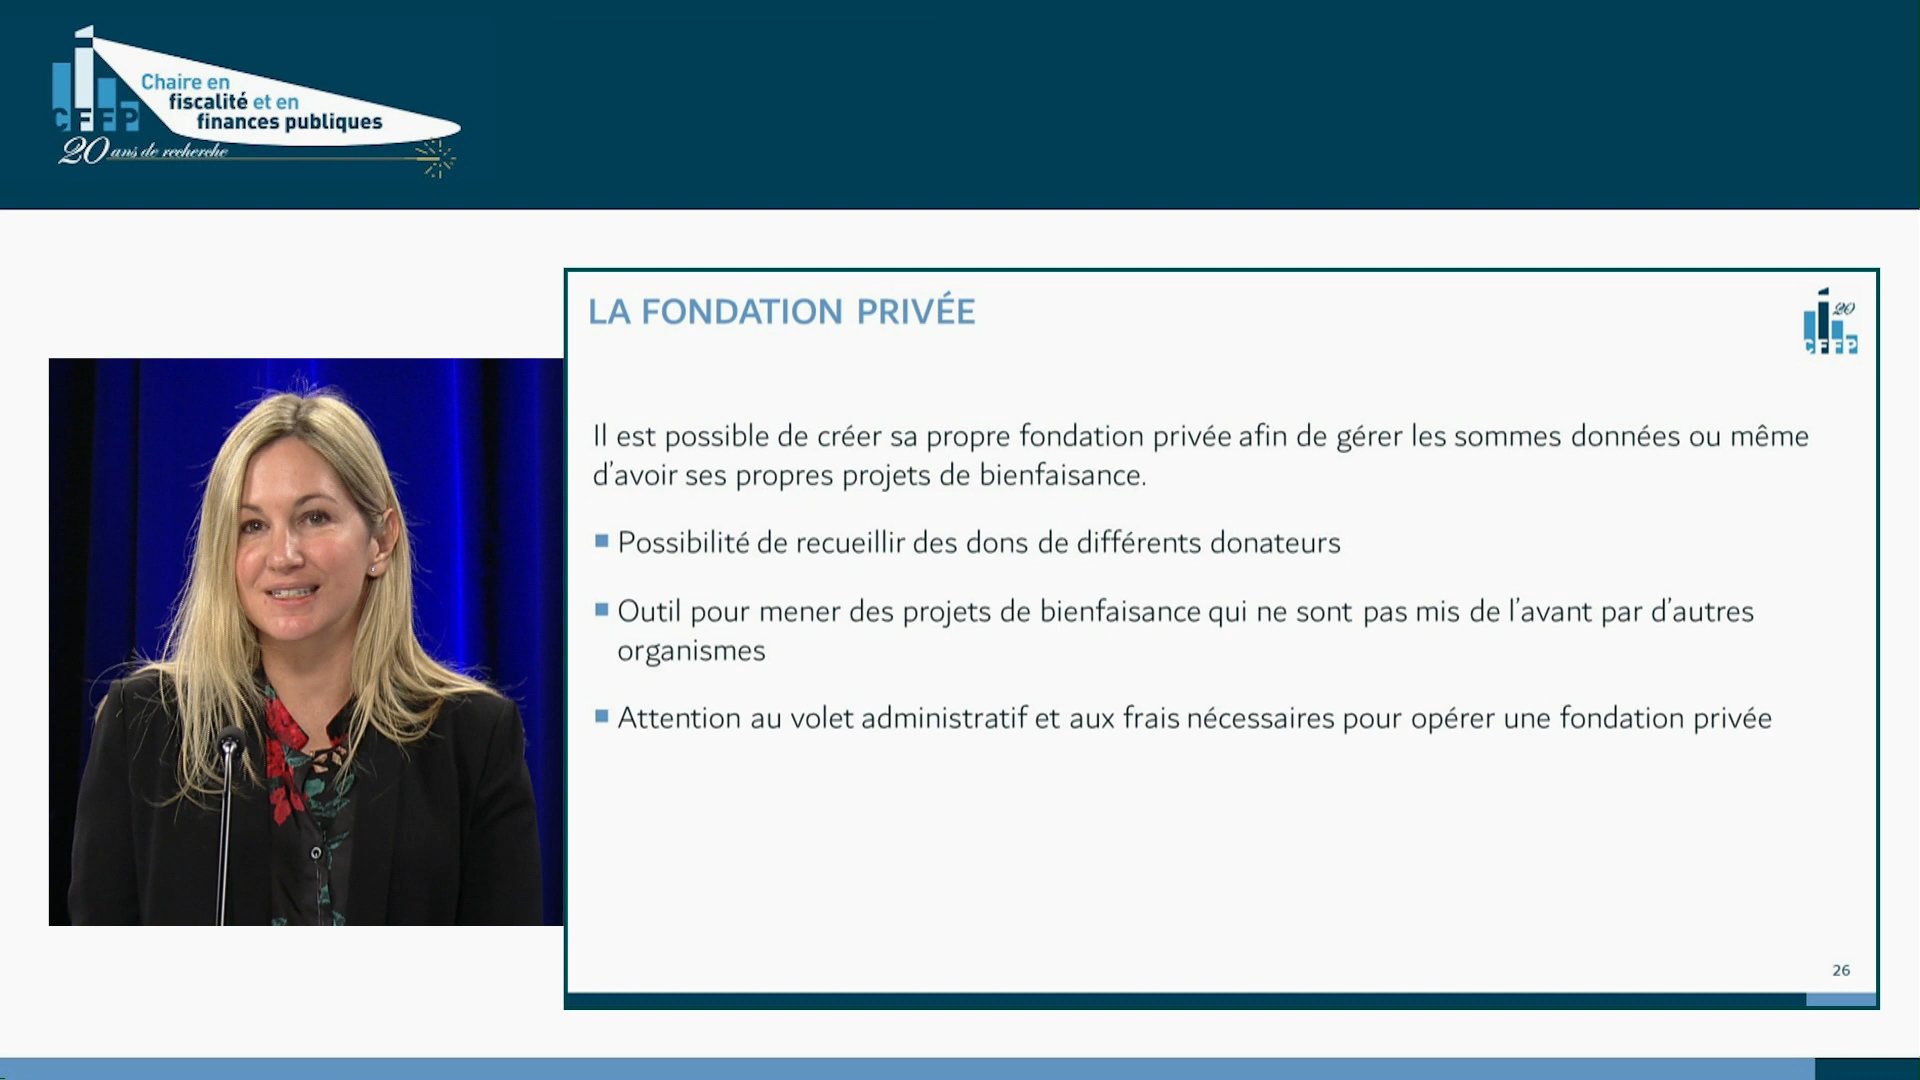 Chaire en
fiscalité et en
finances publiques
CFFP
20 ans de recherche
LA FONDATION PRIVÉE
20
CFFP
Il est possible de créer sa propre fondation privée afin de gérer les sommes données ou même
d'avoir ses propres projets de bienfaisance.
Possibilité de recueillir des dons de différents donateurs
Outil pour mener des projets de bienfaisance qui ne sont pas mis de l'avant par d'autres
organismes
Attention au volet administratif et aux frais nécessaires pour opérer une fondation privée
26